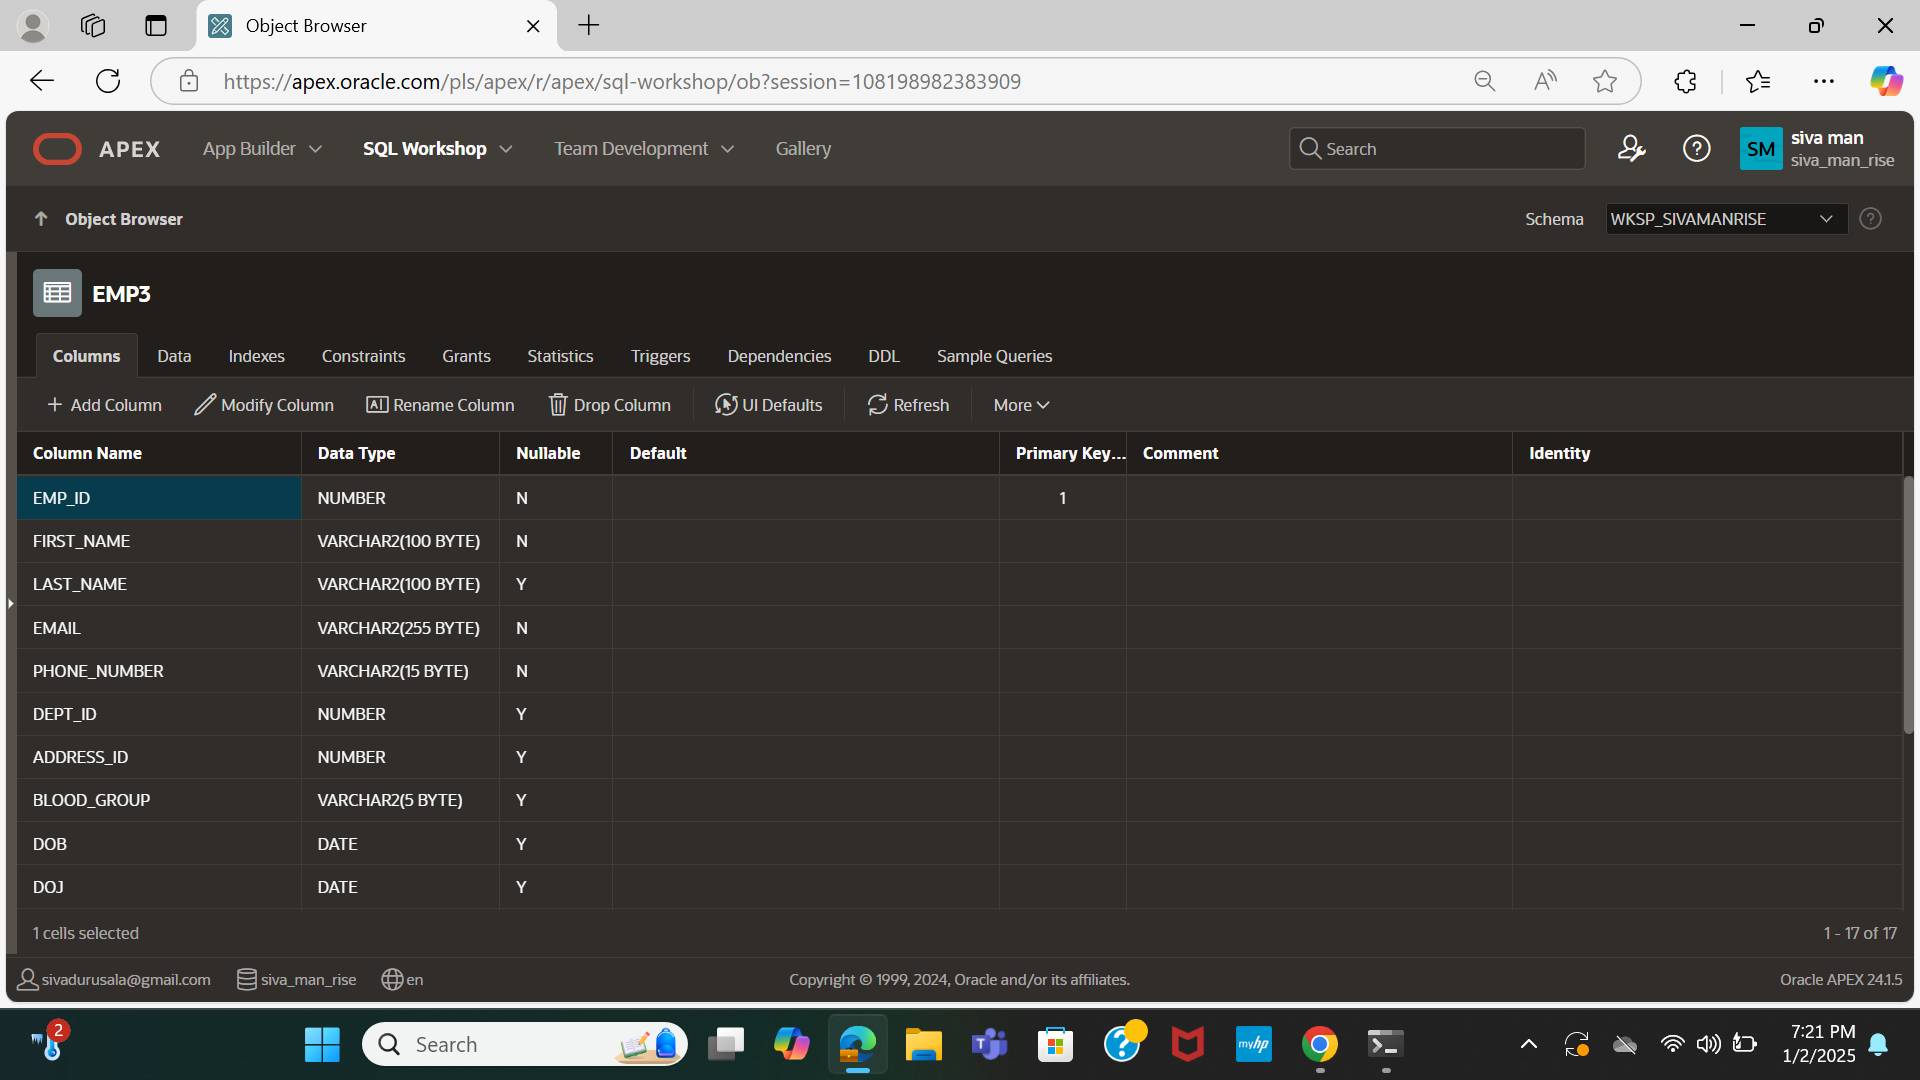 Object Browser
https://apex.oracle.com/pls/apex/r/apex/sql-workshop/ob?session=108198982383909
APEX App Builder SQL Workshop Team Development Gallery Search SM siva man
siva_man_rise
Object Browser Schema WKSP_SIVAMANRISE
EMP3
Columns Data Indexes Constraints Grants Statistics Triggers Dependencies DDL Sample Queries
Add Column Modify Column Rename Column Drop Column UI Defaults Refresh More
Column Name Data Type Nullable Default Primary Key... Comment Identity
EMP_ID NUMBER N 1
FIRST_NAME VARCHAR2(100 BYTE) N
LAST_NAME VARCHAR2(100 BYTE) Y
EMAIL VARCHAR2(255 BYTE) N
PHONE_NUMBER VARCHAR2(15 BYTE) N
DEPT_ID NUMBER Y
ADDRESS_ID NUMBER Y
BLOOD_GROUP VARCHAR2(5 BYTE) Y
DOB DATE Y
DOJ DATE Y
1 cells selected 1 - 17 of 17
sivadurusala@gmail.com siva_man_rise en Copyright © 1999, 2024, Oracle and/or its affiliates. Oracle APEX 24.1.5
2 Search myhp 7:21 PM
1/2/2025